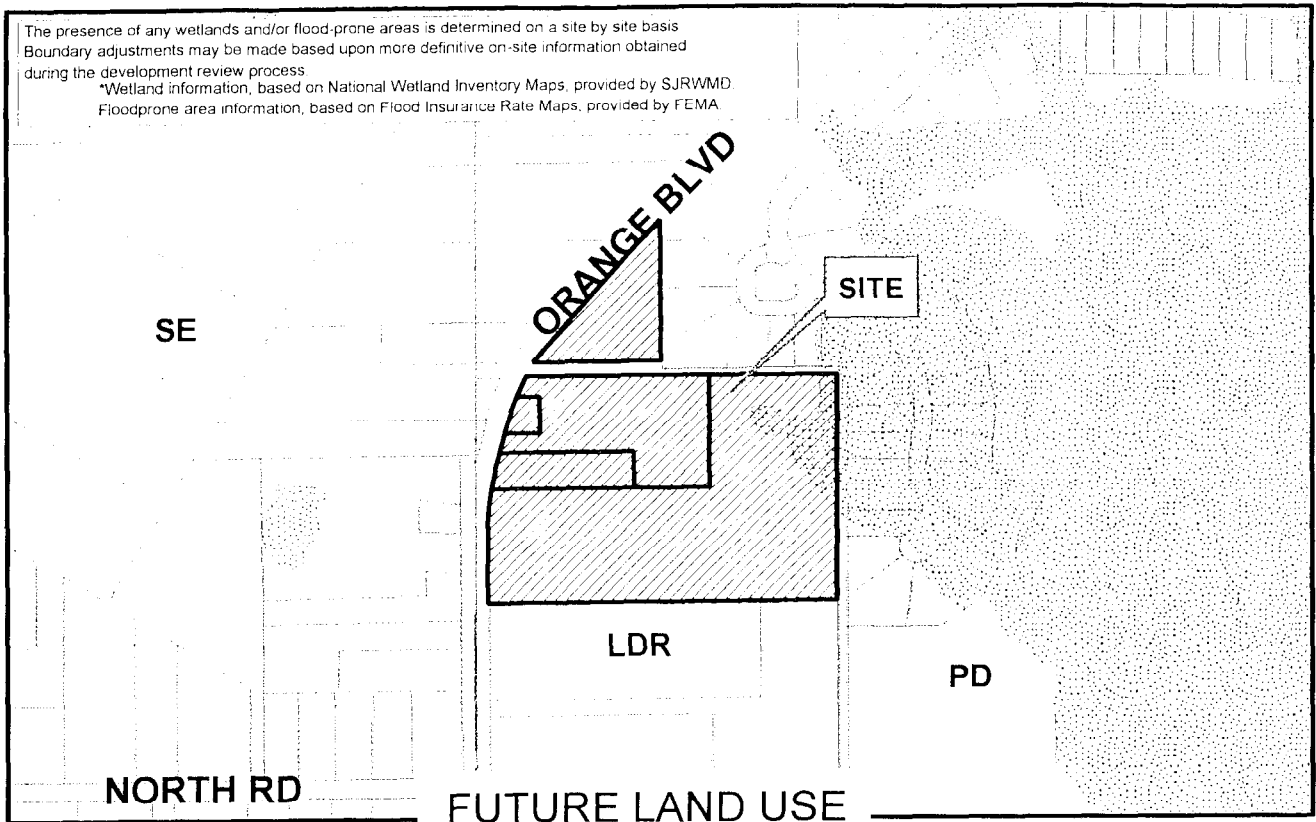 The presence of any wetlands and/or flood-prone areas is determined on a site by site basis
Boundary adjustments may be made based upon more definitive on-site information obtained
during the development review process.
*Wetland information, based on National Wetland Inventory Maps, provided by SJRWMD.
Floodprone area information, based on Flood Insurance Rate Maps, provided by FEMA.
ORANGE BLVD
SITE
SE
LDR
PD
NORTH RD
FUTURE LAND USE